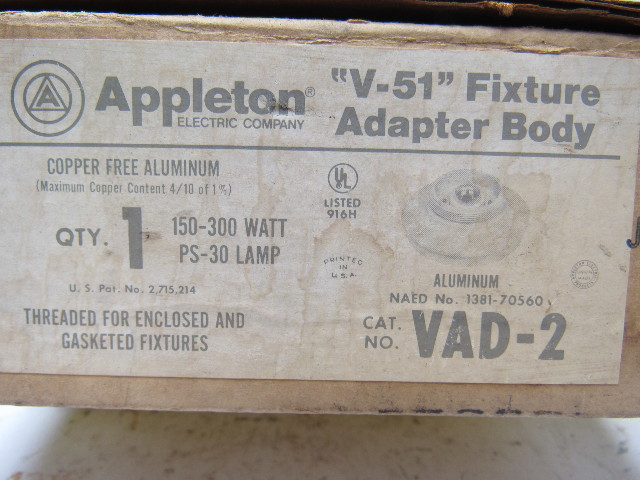 Appleton®
ELECTRIC COMPANY
"V-51" Fixture
Adapter Body
COPPER FREE ALUMINUM
(Maximum Copper Content 4/10 of 1%)
QTY. 1
150-300 WATT
PS-30 LAMP
U. S. Pat. No. 2,715,214
THREADED FOR ENCLOSED AND
GASKETED FIXTURES
UL
LISTED
916H
PRINTED
IN
U.S.A.
ALUMINUM
NAED No. 1381-70560
CAT.
NO. VAD-2